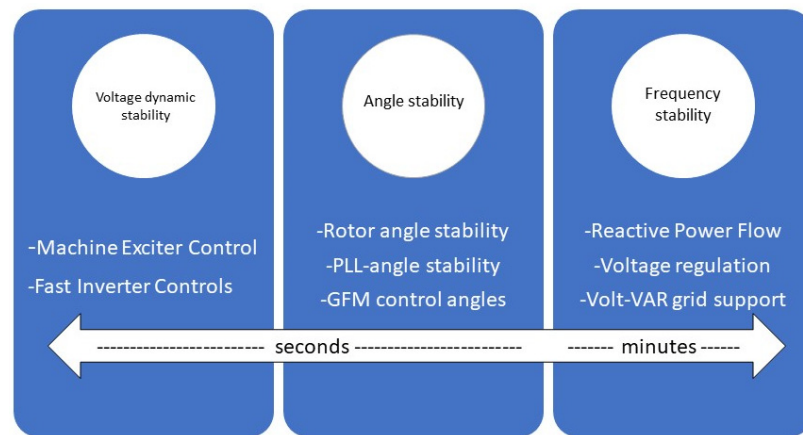 Voltage dynamic
stability
-Machine Exciter Control
-Fast Inverter Controls
Angle stability
-Rotor angle stability
-PLL-angle stability
-GFM control angles
Frequency
stability
-Reactive Power Flow
-Voltage regulation
-Volt-VAR grid support
------------------------- seconds ------------------------- ------- minutes ------